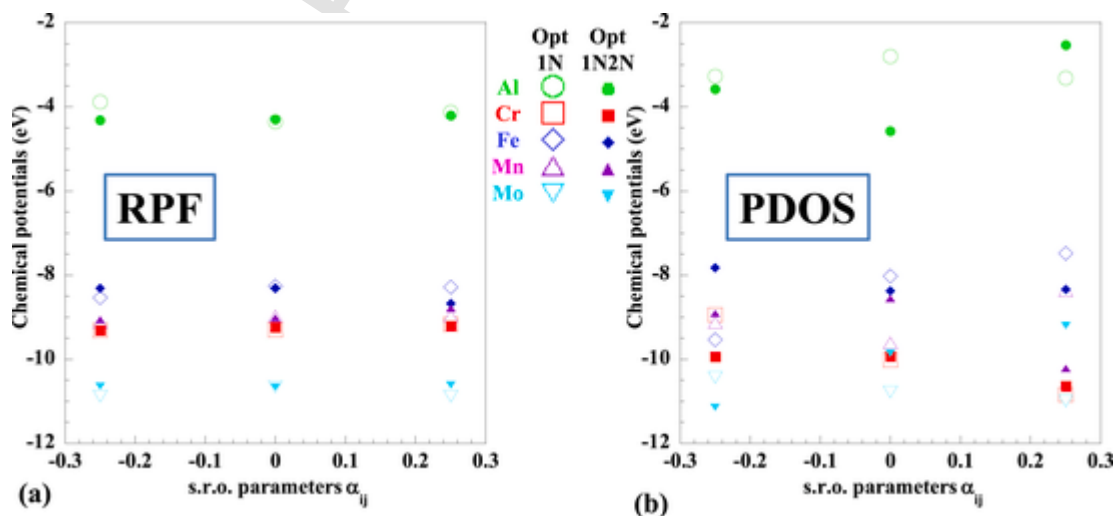 -2
-4
-6
-8
-10
-12
Chemical potentials (eV)
RPF
-0.3 -0.2 -0.1 0 0.1 0.2 0.3
s.r.o. parameters αij
(a)
Opt Opt
1N 1N2N
Al
Cr
Fe
Mn
Mo
-2
-4
-6
-8
-10
-12
Chemical potentials (eV)
PDOS
-0.3 -0.2 -0.1 0 0.1 0.2 0.3
s.r.o. parameters αij
(b)